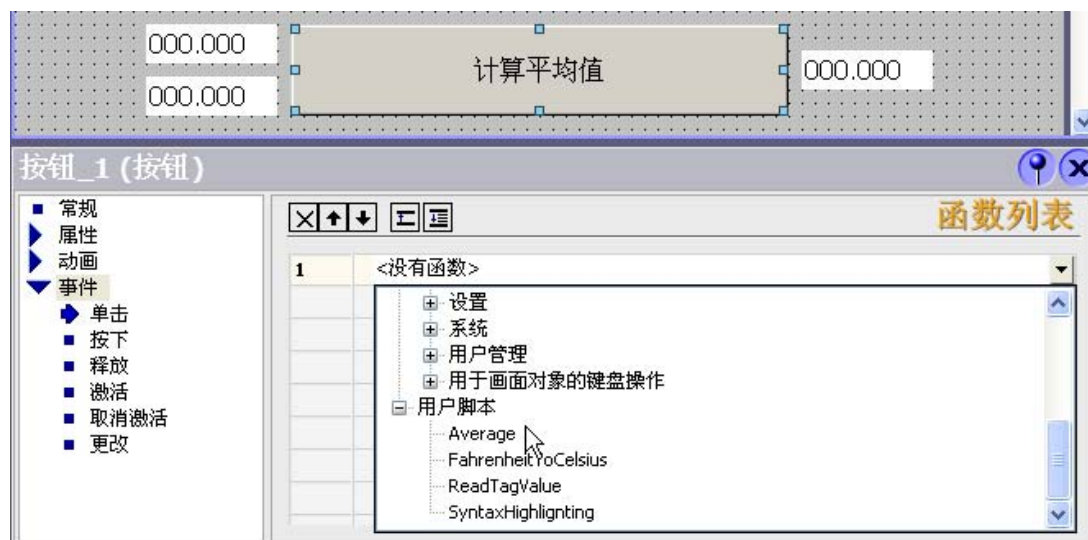 000.000
000.000
计算平均值
000.000
按钮_1 (按钮)
常规
属性
动画
事件
单击
按下
释放
激活
取消激活
更改
函数列表
1 <没有函数>
设置
系统
用户管理
用于画面对象的键盘操作
用户脚本
Average
FahrenheitYoCelsius
ReadTagValue
SyntaxHighlignting